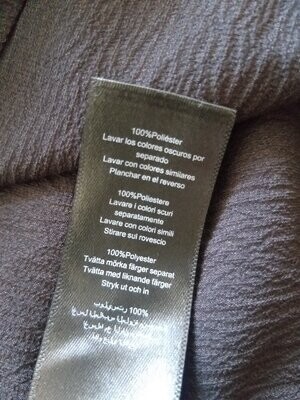 100%Poliéster
Lavar los colores oscuros por
separado
Lavar con colores similares
Planchar en el reverso
100%Poliestere
Lavare i colori scuri
separatamente
Lavare con colori simili
Stirare sul rovescio
100%Polyester
Tvätta mörka färger separat
Tvätta med liknande färger
Stryk ut och in
100% بوليستر